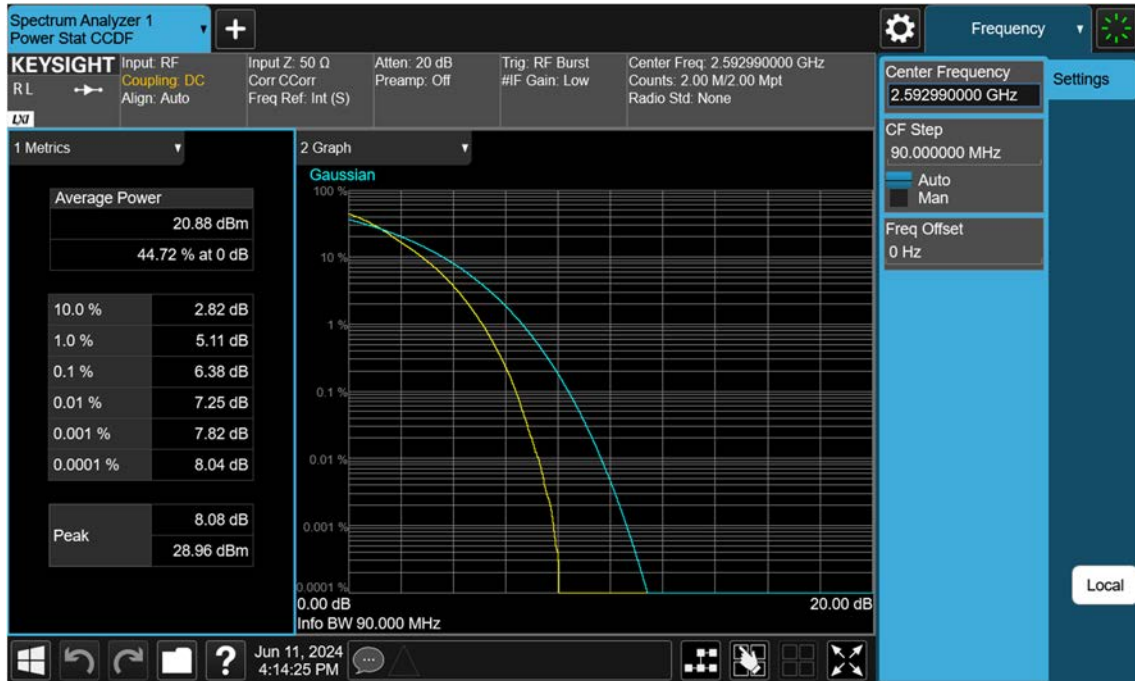 Spectrum Analyzer 1
Power Stat CCDF
Frequency
KEYSIGHT
R L
LXI
Input: RF
Coupling: DC
Align: Auto
Input Z: 50 Ω
Corr CCorr
Freq Ref: Int (S)
Atten: 20 dB
Preamp: Off
Trig: RF Burst
#IF Gain: Low
Center Freq: 2.592990000 GHz
Counts: 2.00 M/2.00 Mpt
Radio Std: None
Center Frequency
2.592990000 GHz
Settings
CF Step
90.000000 MHz
Auto
Man
Freq Offset
0 Hz
1 Metrics
Average Power
20.88 dBm
44.72 % at 0 dB
10.0 % 2.82 dB
1.0 % 5.11 dB
0.1 % 6.38 dB
0.01 % 7.25 dB
0.001 % 7.82 dB
0.0001 % 8.04 dB
Peak
8.08 dB
28.96 dBm
2 Graph
Gaussian
100 %
10 %
1 %
0.1 %
0.01 %
0.001 %
0.0001 %
0.00 dB 20.00 dB
Info BW 90.000 MHz
Local
?
Jun 11, 2024
4:14:25 PM